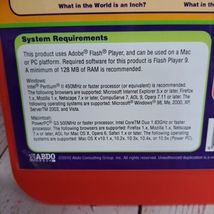 What in the World is an Inch?
What
System Requirements
This product uses Adobe® Flash® Player, and can be used on a Mac
or PC platform. Required software for this product is Flash Player 9.
A minimum of 128 MB of RAM is recommended.
Windows:
Intel® Pentium® II 450MHz or faster processor (or equivalent) is recommended.
The following browsers are supported: Microsoft Internet Explorer 5.x or later, Firefox
1.x, Mozilla 1.x, Netscape 7.x or later, CompuServe 7, AOL 9, Opera 7.11 or later. The
following operating systems are supported: Microsoft® Windows® 98, Me, 2000, XP,
Server® 2003, and Vista.
Macintosh:
PowerPC® G3 500MHz or faster processor, Intel Core™ Duo 1.83GHz or faster processor.
The following browsers are supported: Firefox 1.x, Mozilla 1.x, Netscape
7.x or later, AOL for Mac OS X, Opera 6, Safari 1.x or later. The following operating
systems are supported: Mac OS X v.10.1.x, 10.2x, 10.3x, 10.4x, or 10.5x (Power PC)
ABDO
©2010 Abdo Consulting Group, Inc. All rights reserved. Unauthorized duplication is a